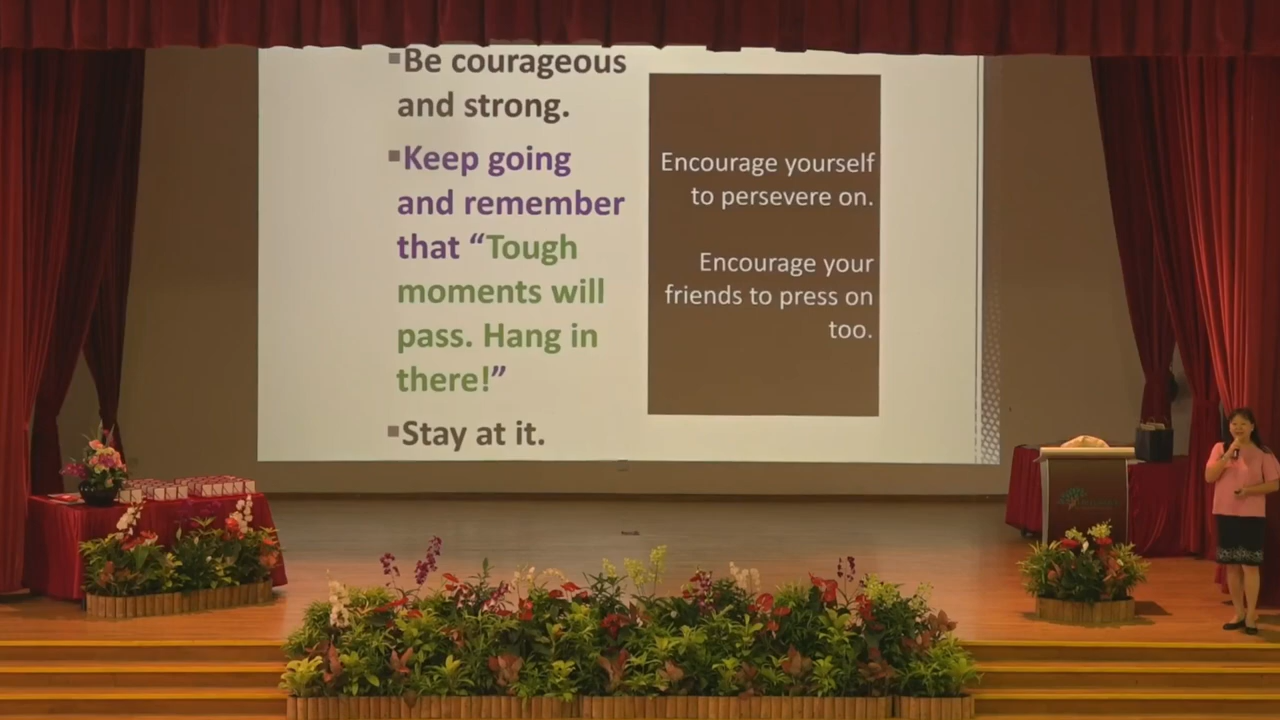 ▪Be courageous
and strong.
▪Keep going
and remember
that “Tough
moments will
pass. Hang in
there!”
▪Stay at it.
Encourage yourself
to persevere on.
Encourage your
friends to press on
too.